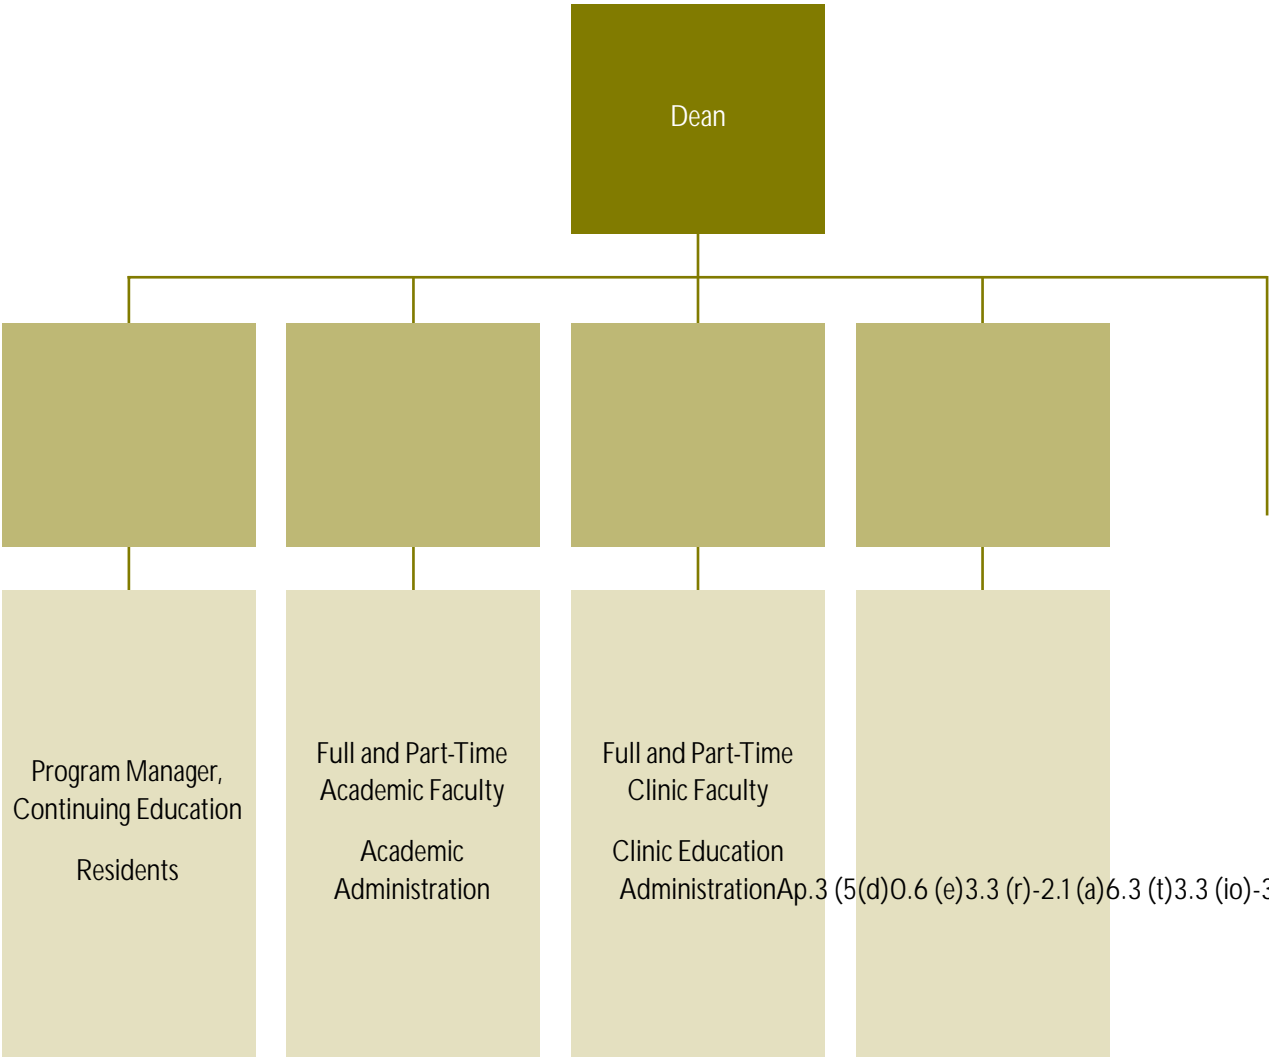 Dean
Program Manager,
Continuing Education
Residents
Full and Part-Time
Academic Faculty
Academic
Administration
Full and Part-Time
Clinic Faculty
Clinic Education
AdministrationAp.3 (5(d)0.6 (e)3.3 (r)-2.1 (a)6.3 (t)3.3 (io)-3